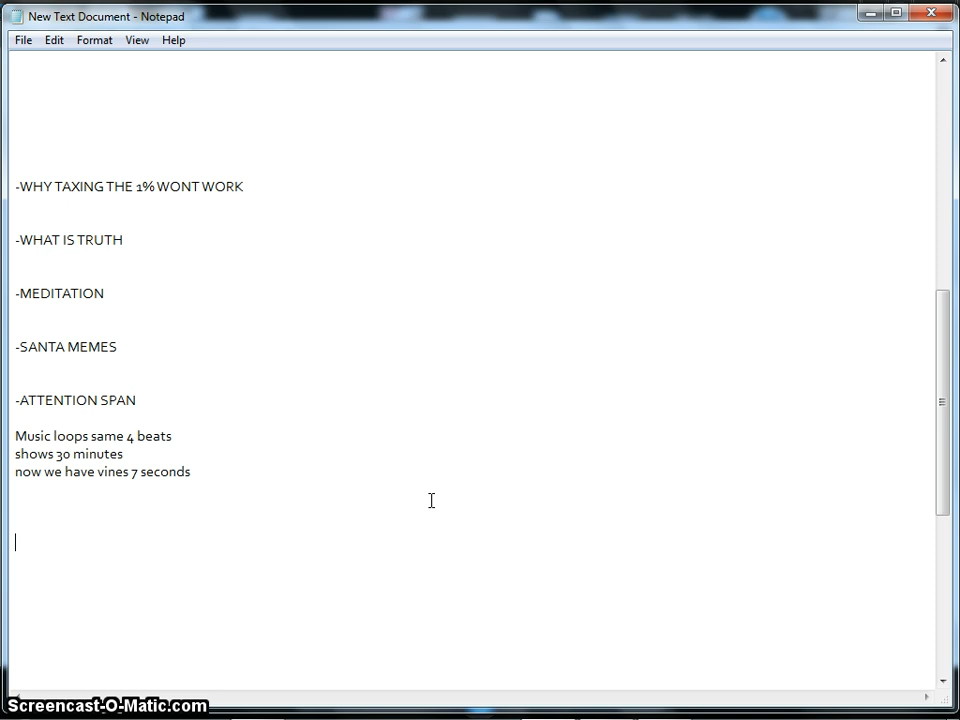 New Text Document - Notepad
File Edit Format View Help
-WHY TAXING THE 1% WONT WORK
-WHAT IS TRUTH
-MEDITATION
-SANTA MEMES
-ATTENTION SPAN
Music loops same 4 beats
shows 30 minutes
now we have vines 7 seconds
Screencast-O-Matic.com